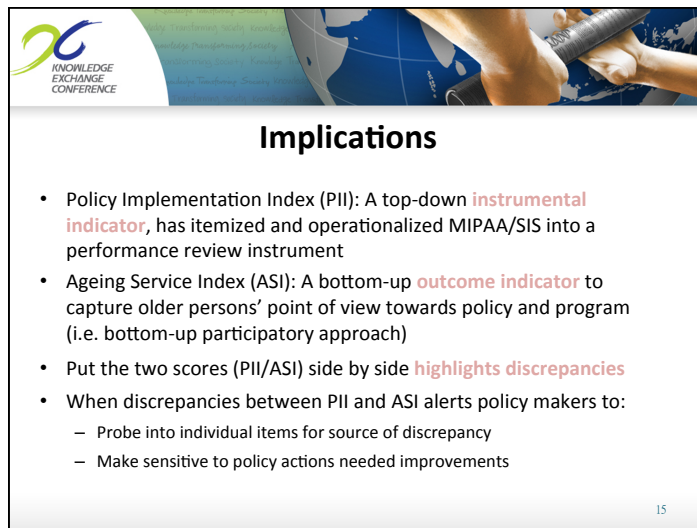 KNOWLEDGE
EXCHANGE
CONFERENCE
Implications
• Policy Implementation Index (PII): A top-down instrumental
indicator, has itemized and operationalized MIPAA/SIS into a
performance review instrument
• Ageing Service Index (ASI): A bottom-up outcome indicator to
capture older persons’ point of view towards policy and program
(i.e. bottom-up participatory approach)
• Put the two scores (PII/ASI) side by side highlights discrepancies
• When discrepancies between PII and ASI alerts policy makers to:
– Probe into individual items for source of discrepancy
– Make sensitive to policy actions needed improvements
15